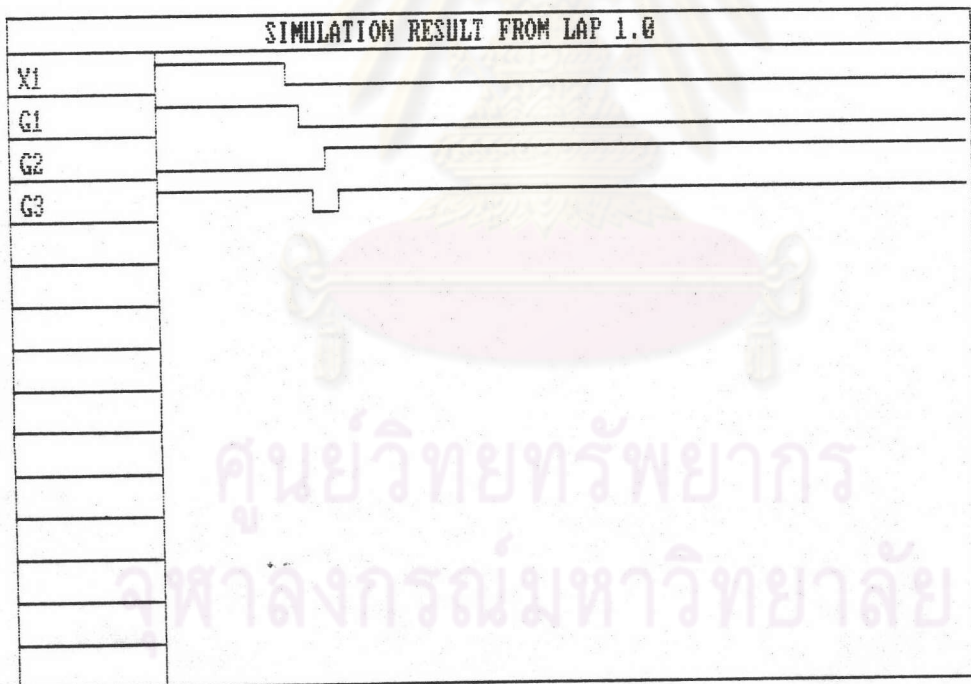 SIMULATION RESULT FROM LAP 1.0
X1
G1
G2
G3
ศูนย์วิทยทรัพยากร
จุฬาลงกรณ์มหาวิทยาลัย